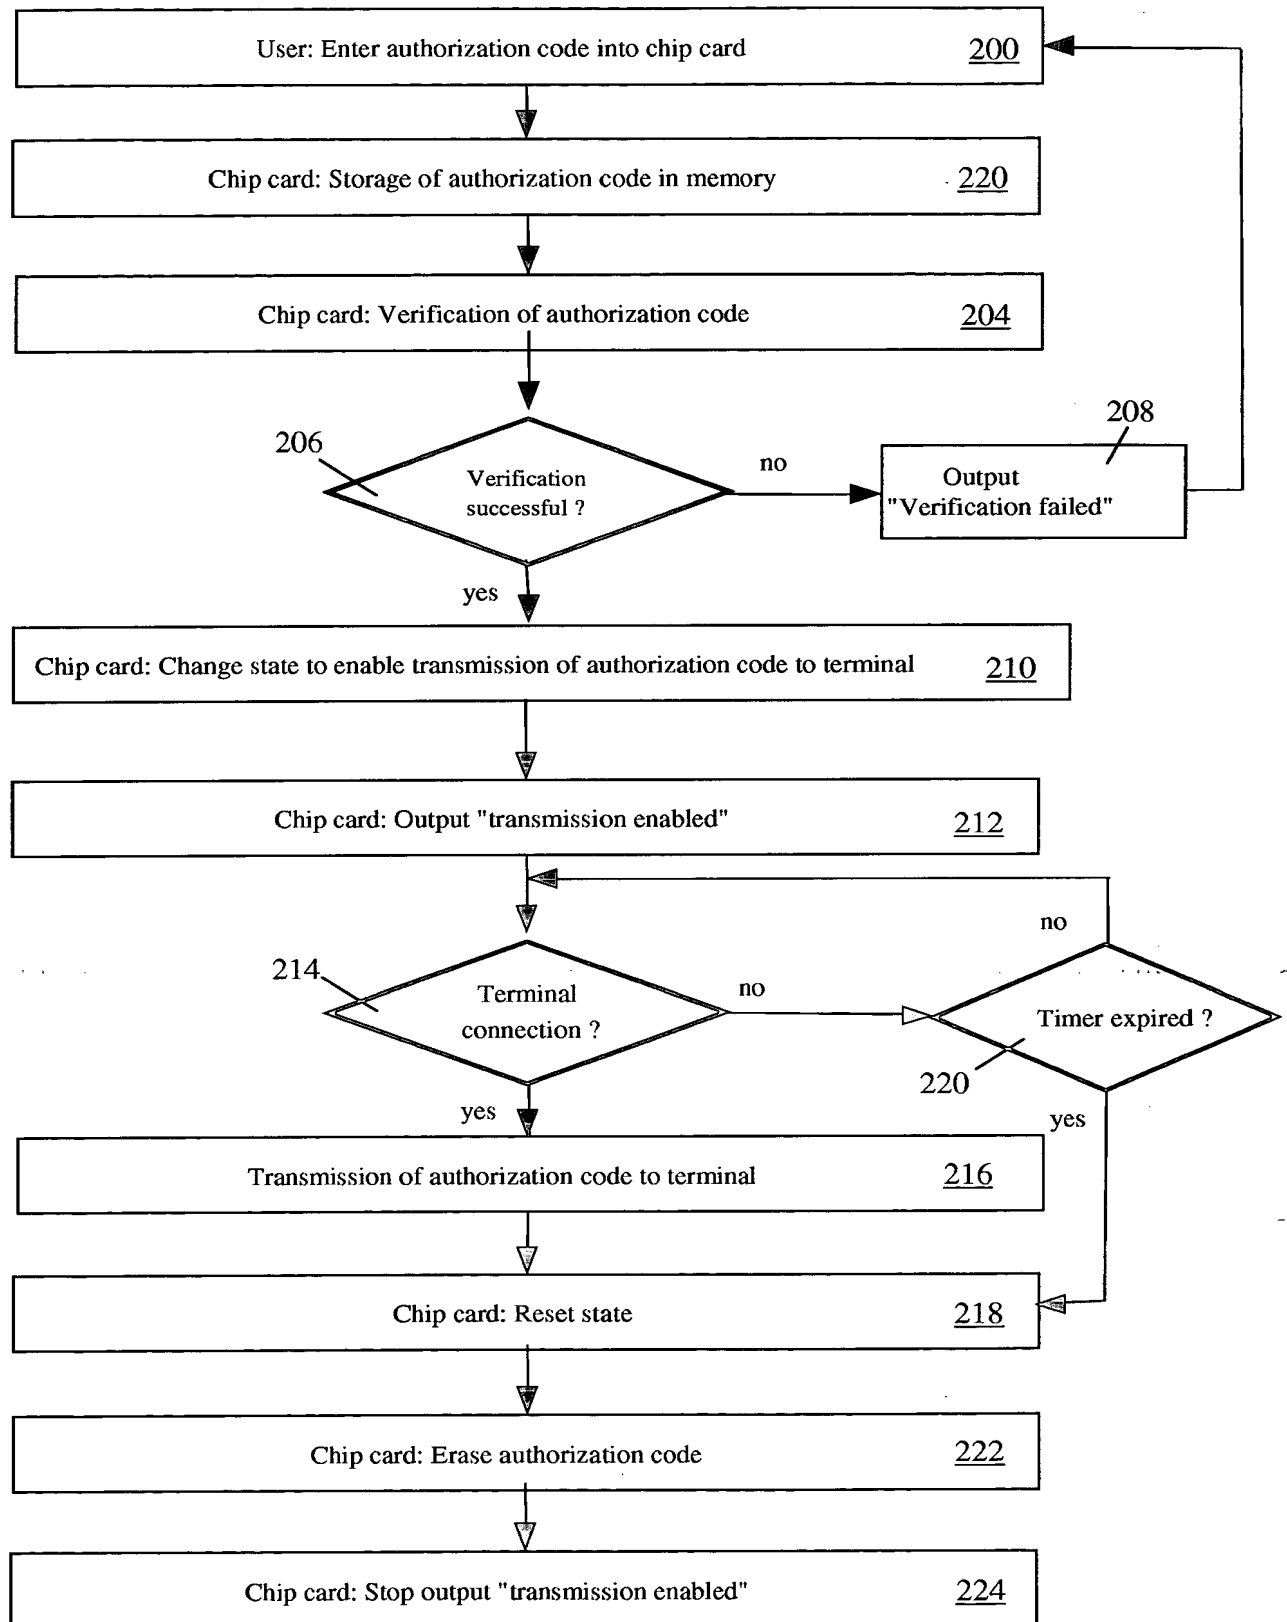 User: Enter authorization code into chip card 200
Chip card: Storage of authorization code in memory 220
Chip card: Verification of authorization code 204
208
206
Verification
successful ?
no
Output
"Verification failed"
yes
Chip card: Change state to enable transmission of authorization code to terminal 210
Chip card: Output "transmission enabled" 212
no
214
Terminal
connection ?
no
Timer expired ?
220
yes
yes
Transmission of authorization code to terminal 216
Chip card: Reset state 218
Chip card: Erase authorization code 222
Chip card: Stop output "transmission enabled" 224